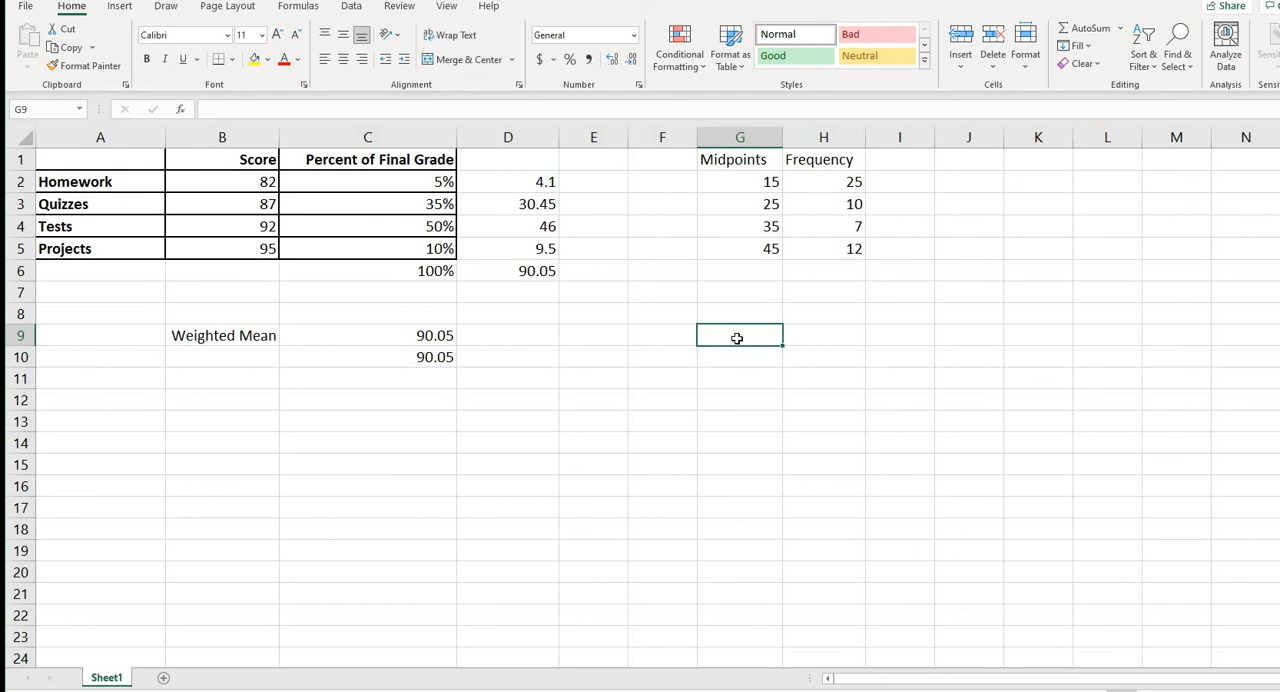 File Home Insert Draw Page Layout Formulas Data Review View Help Share
Cut
Copy
Format Painter
Paste
Clipboard
Calibri 11
B I U
Font
Wrap Text
Merge & Center
Alignment
General
$ %
Number
Conditional Formatting
Format as Table
Normal Bad
Good Neutral
Styles
Insert Delete Format
Cells
AutoSum
Fill
Clear
Sort & Filter
Find & Select
Editing
Analyze Data
Analysis
G9 fx
A B C D E F G H I J K L M N
1 Score Percent of Final Grade Midpoints Frequency
2 Homework 82 5% 4.1 15 25
3 Quizzes 87 35% 30.45 25 10
4 Tests 92 50% 46 35 7
5 Projects 95 10% 9.5 45 12
6 100% 90.05
7
8
9 Weighted Mean 90.05
10 90.05
11
12
13
14
15
16
17
18
19
20
21
22
23
24
Sheet1